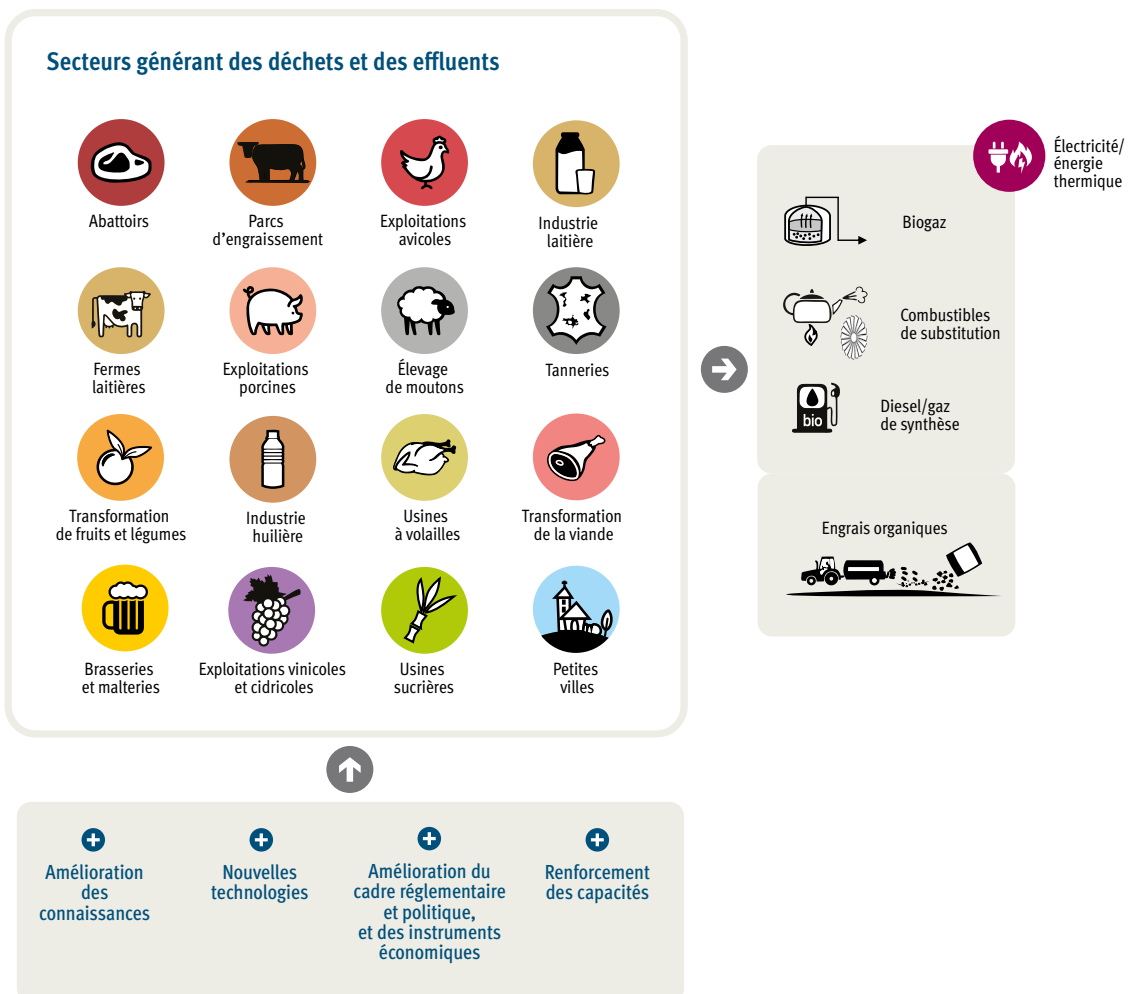 Secteurs générant des déchets et des effluents
Abattoirs
Parcs
d'engraissement
Exploitations
avicoles
Industrie
laitière
Fermes
laitières
Exploitations
porcines
Élevage
de moutons
Tanneries
Transformation
de fruits et légumes
Industrie
huilière
Usines
à volailles
Transformation
de la viande
Brasseries
et malteries
Exploitations vinicoles
et cidricoles
Usines
sucrières
Petites
villes
Électricité/
énergie
thermique
Biogaz
Combustibles
de substitution
bio
Diesel/gaz
de synthèse
Engrais organiques
Amélioration
des
connaissances
Nouvelles
technologies
Amélioration du
cadre réglementaire
et politique,
et des instruments
économiques
Renforcement
des capacités